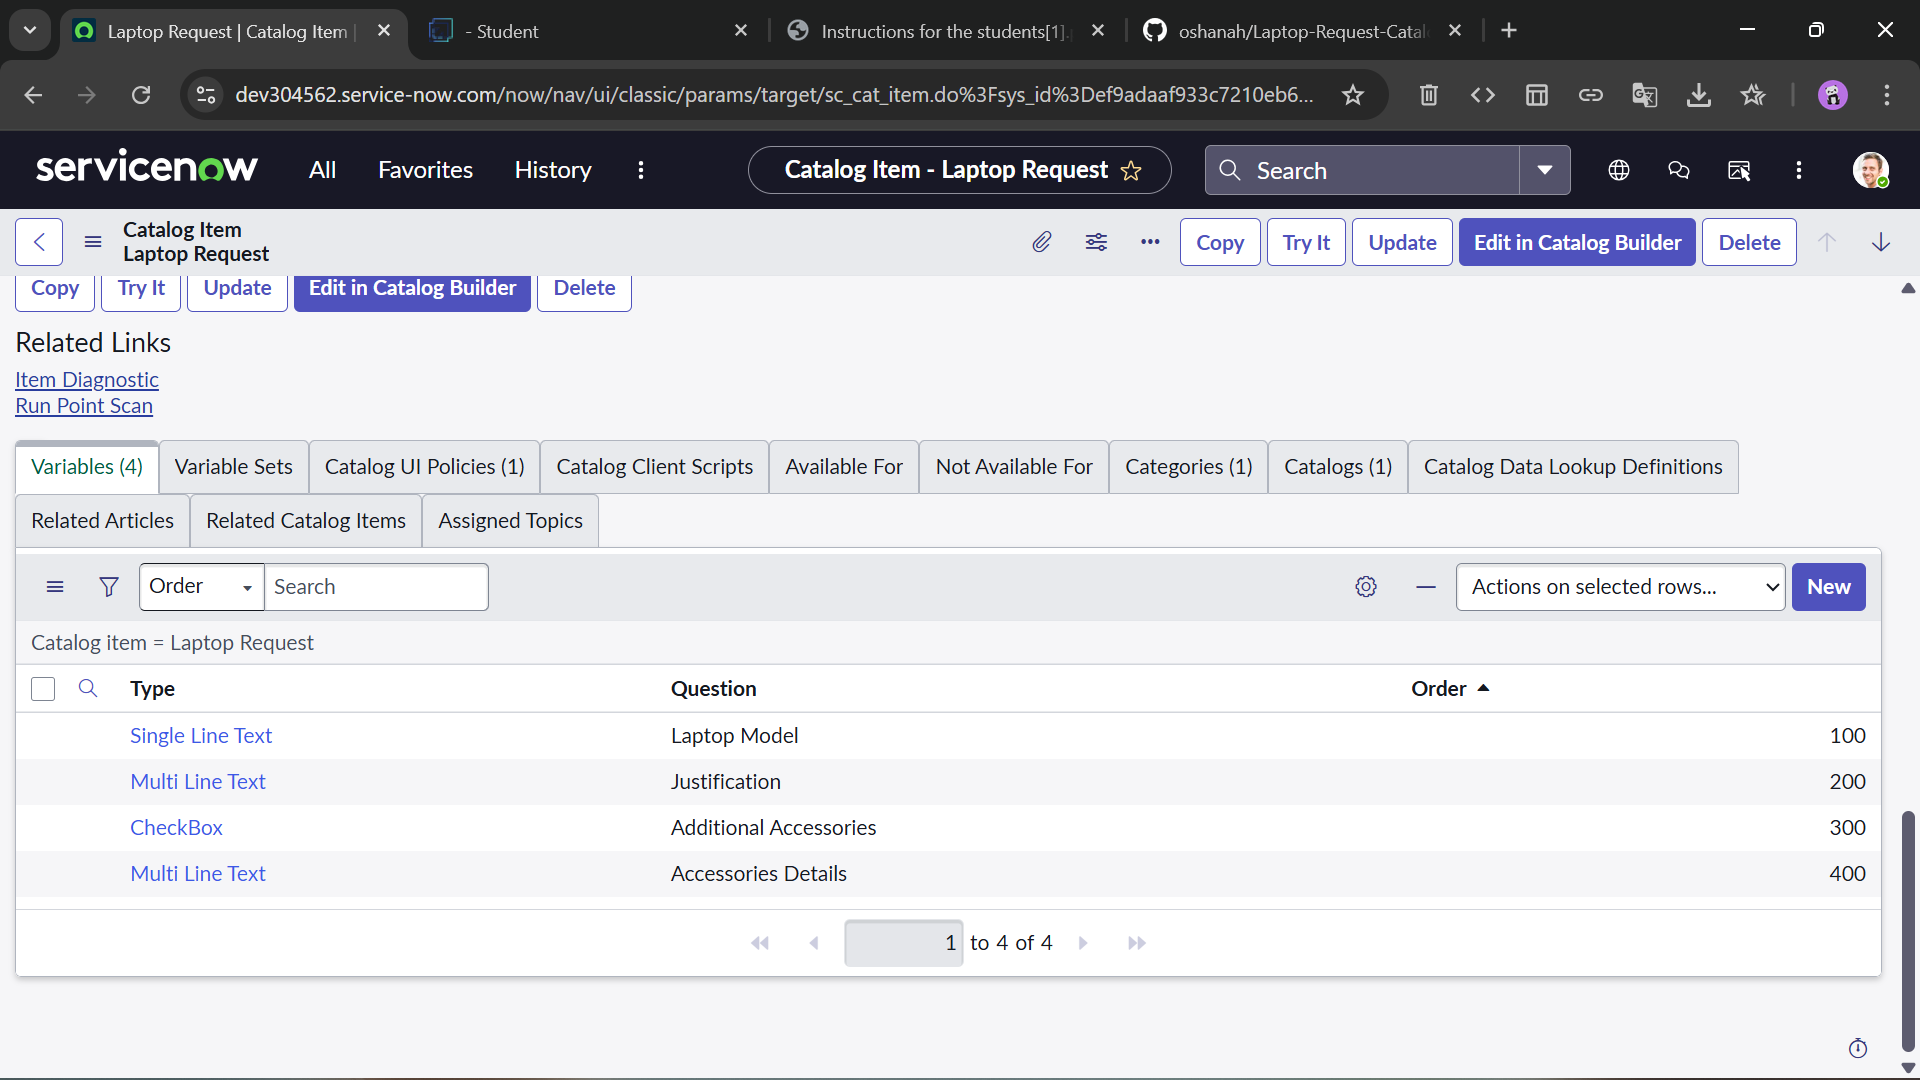 Laptop Request | Catalog Item |
- Student
Instructions for the students[1].
oshanah/Laptop-Request-Catal
dev304562.service-now.com/now/nav/ui/classic/params/target/sc_cat_item.do%3Fsys_id%3Def9adaaf933c7210eb6...
servicenow
All
Favorites
History
Catalog Item - Laptop Request
Search
Catalog Item
Laptop Request
Copy
Try It
Update
Edit in Catalog Builder
Delete
Copy
Try It
Update
Edit in Catalog Builder
Delete
Related Links
Item Diagnostic
Run Point Scan
Variables (4)
Variable Sets
Catalog UI Policies (1)
Catalog Client Scripts
Available For
Not Available For
Categories (1)
Catalogs (1)
Catalog Data Lookup Definitions
Related Articles
Related Catalog Items
Assigned Topics
Order
Search
Actions on selected rows...
New
Catalog item = Laptop Request
Type Question Order
Single Line Text Laptop Model 100
Multi Line Text Justification 200
CheckBox Additional Accessories 300
Multi Line Text Accessories Details 400
1 to 4 of 4